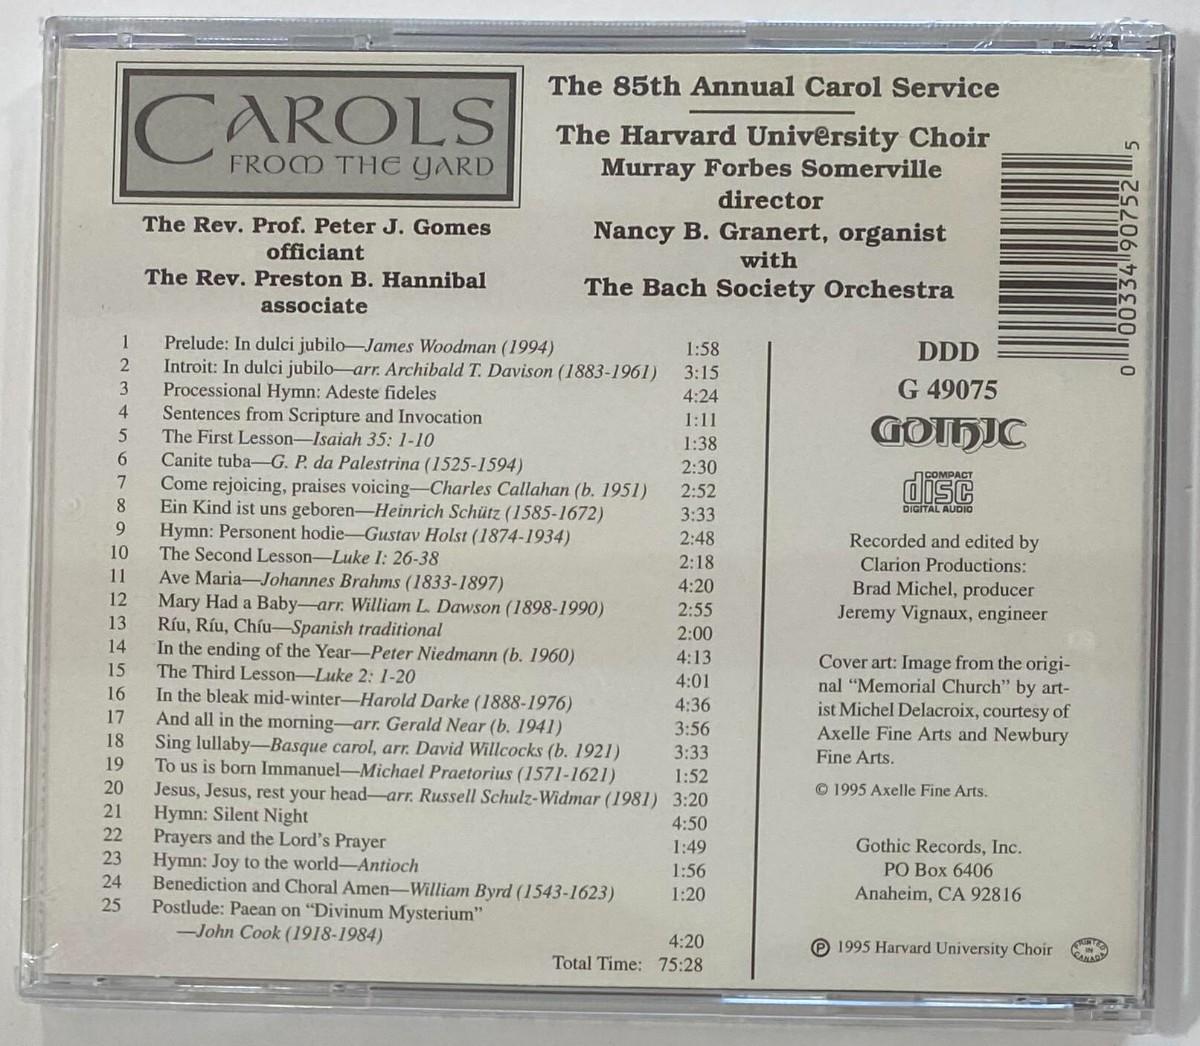 CAROLS
FROM THE YARD
The Rev. Prof. Peter J. Gomes
officiant
The Rev. Preston B. Hannibal
associate
The 85th Annual Carol Service
The Harvard University Choir
Murray Forbes Somerville
director
Nancy B. Granert, organist
with
The Bach Society Orchestra
0 00334 90752 5
1 Prelude: In dulci jubilo—James Woodman (1994) 1:58
2 Introit: In dulci jubilo—arr. Archibald T. Davison (1883-1961) 3:15
3 Processional Hymn: Adeste fideles 4:24
4 Sentences from Scripture and Invocation 1:11
5 The First Lesson—Isaiah 35: 1-10 1:38
6 Canite tuba—G. P. da Palestrina (1525-1594) 2:30
7 Come rejoicing, praises voicing—Charles Callahan (b. 1951) 2:52
8 Ein Kind ist uns geboren—Heinrich Schütz (1585-1672) 3:33
9 Hymn: Personent hodie—Gustav Holst (1874-1934) 2:48
10 The Second Lesson—Luke I: 26-38 2:18
11 Ave Maria—Johannes Brahms (1833-1897) 4:20
12 Mary Had a Baby—arr. William L. Dawson (1898-1990) 2:55
13 Ríu, Ríu, Chíu—Spanish traditional 2:00
14 In the ending of the Year—Peter Niedmann (b. 1960) 4:13
15 The Third Lesson—Luke 2: 1-20 4:01
16 In the bleak mid-winter—Harold Darke (1888-1976) 4:36
17 And all in the morning—arr. Gerald Near (b. 1941) 3:56
18 Sing lullaby—Basque carol, arr. David Willcocks (b. 1921) 3:33
19 To us is born Immanuel—Michael Praetorius (1571-1621) 1:52
20 Jesus, Jesus, rest your head—arr. Russell Schulz-Widmar (1981) 3:20
21 Hymn: Silent Night 4:50
22 Prayers and the Lord's Prayer 1:49
23 Hymn: Joy to the world—Antioch 1:56
24 Benediction and Choral Amen—William Byrd (1543-1623) 1:20
25 Postlude: Paean on “Divinum Mysterium”
—John Cook (1918-1984) 4:20
Total Time: 75:28
DDD
G 49075
GOTHIC
COMPACT
disc
DIGITAL AUDIO
Recorded and edited by
Clarion Productions:
Brad Michel, producer
Jeremy Vignaux, engineer
Cover art: Image from the origi-
nal “Memorial Church” by art-
ist Michel Delacroix, courtesy of
Axelle Fine Arts and Newbury
Fine Arts.
© 1995 Axelle Fine Arts.
Gothic Records, Inc.
PO Box 6406
Anaheim, CA 92816
℗ 1995 Harvard University Choir
PRINTED
IN
CANADA